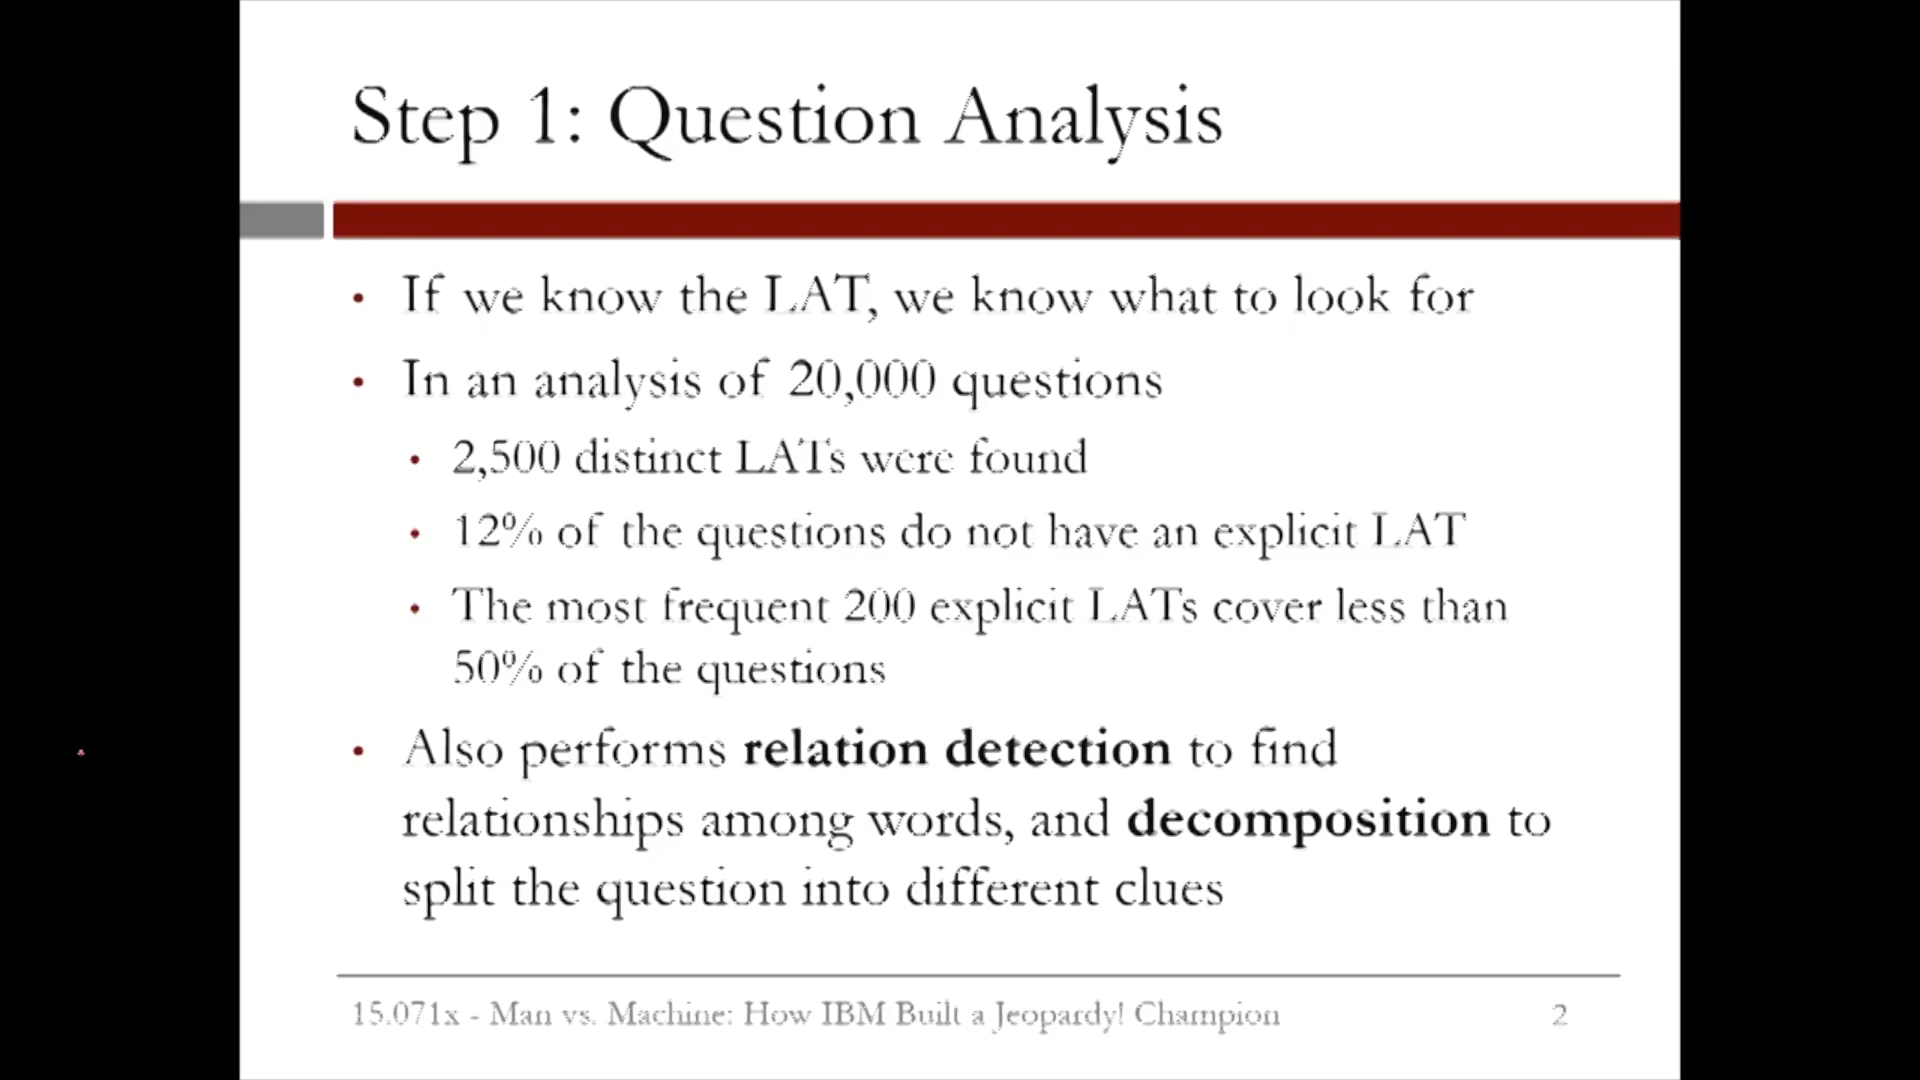 Step 1: Question Analysis
• If we know the LAT, we know what to look for
• In an analysis of 20,000 questions
• 2,500 distinct LATs were found
• 12% of the questions do not have an explicit LAT
• The most frequent 200 explicit LATs cover less than
50% of the questions
• Also performs relation detection to find
relationships among words, and decomposition to
split the question into different clues
15.071x - Man vs. Machine: How IBM Built a Jeopardy! Champion 2